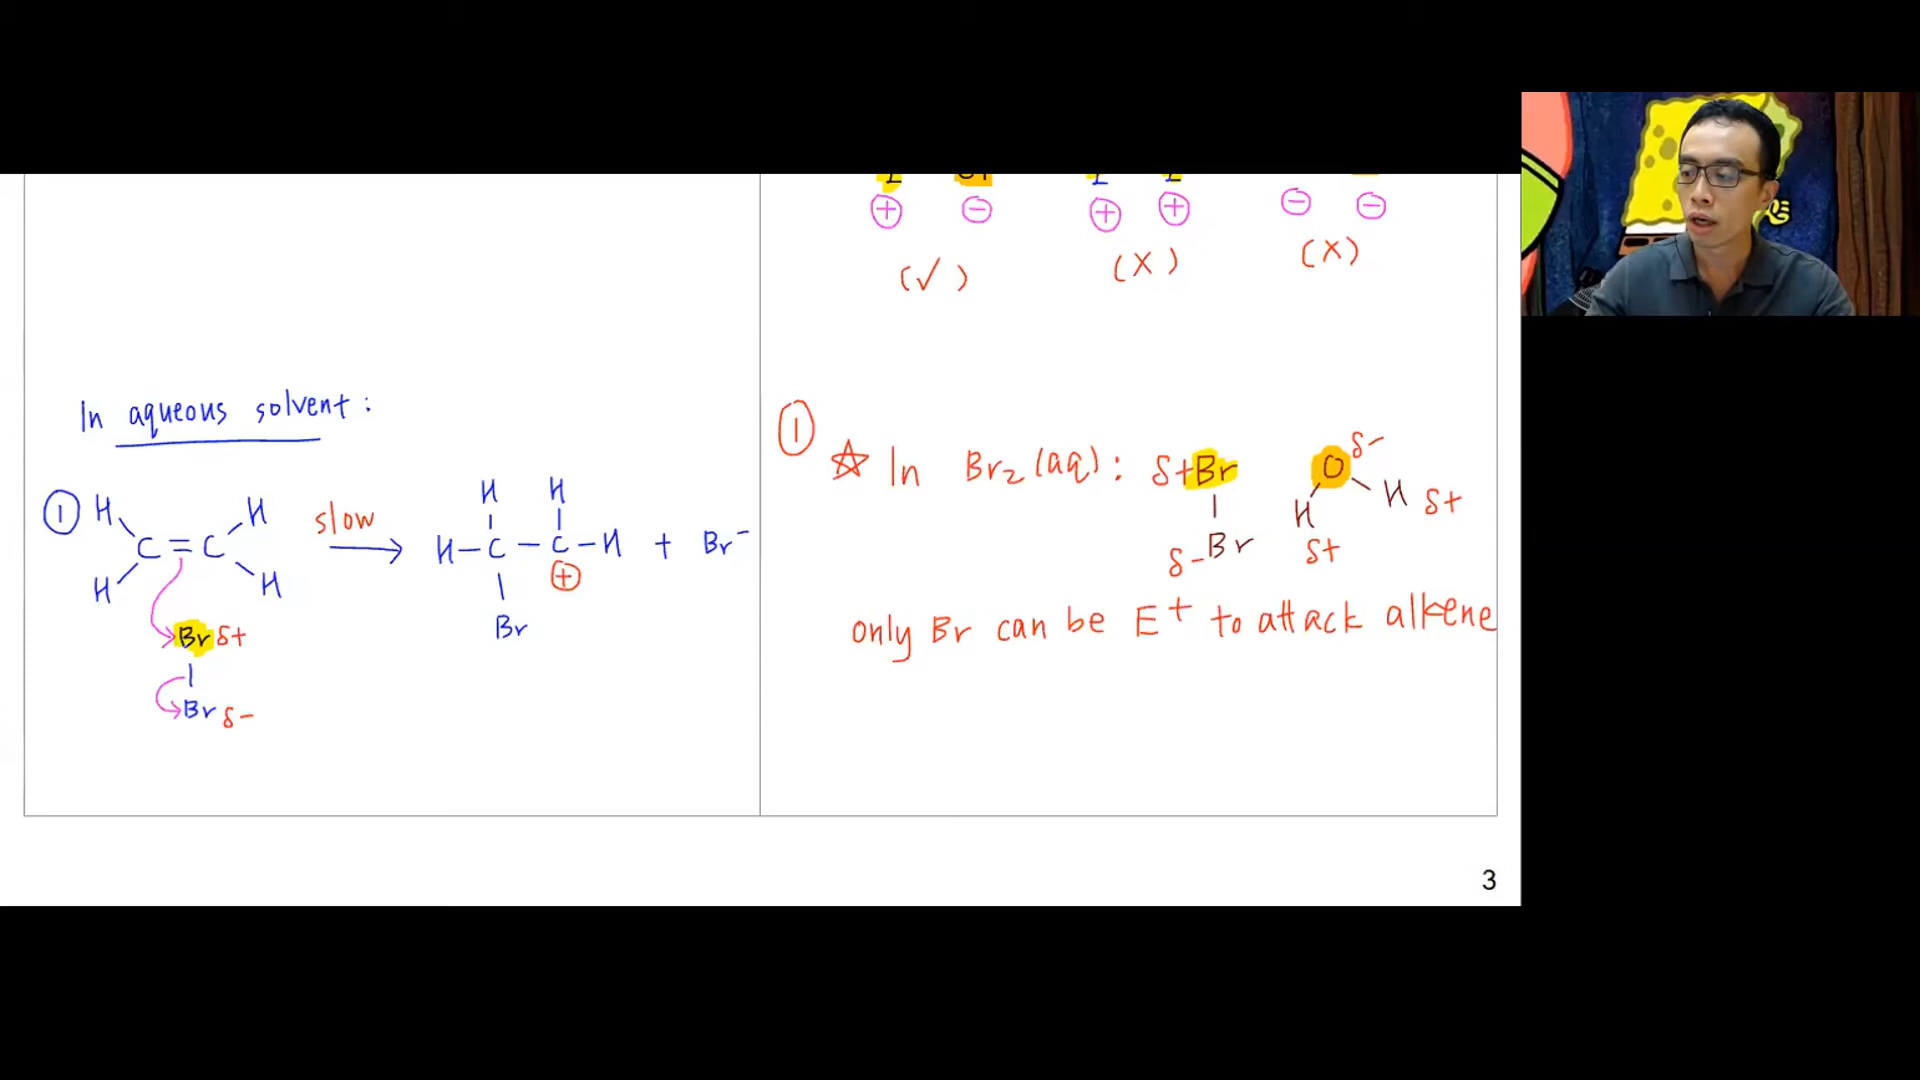 ⊕ ⊖ ⊕ ⊕ ⊖ ⊖
(✓) (X) (X)
In aqueous solvent:
① H H
C = C
H H
slow
H H
H – C – C – H + Br⁻
⊕
Br
Br δ+
Br δ-
①
☆ In Br₂ (aq): δ+ Br
δ- Br
O δ-
H H δ+
δ+
only Br can be E+ to attack alkene
3